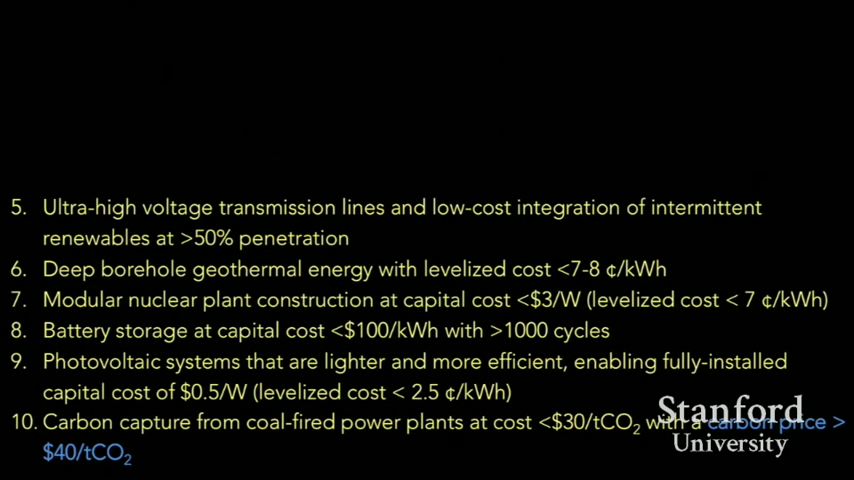 5. Ultra-high voltage transmission lines and low-cost integration of intermittent
renewables at >50% penetration
6. Deep borehole geothermal energy with levelized cost <7-8 ¢/kWh
7. Modular nuclear plant construction at capital cost <$3/W (levelized cost < 7 ¢/kWh)
8. Battery storage at capital cost <$100/kWh with >1000 cycles
9. Photovoltaic systems that are lighter and more efficient, enabling fully-installed
capital cost of $0.5/W (levelized cost < 2.5 ¢/kWh)
10. Carbon capture from coal-fired power plants at cost <$30/tCO₂ with a carbon price >
$40/tCO₂
Stanford
University